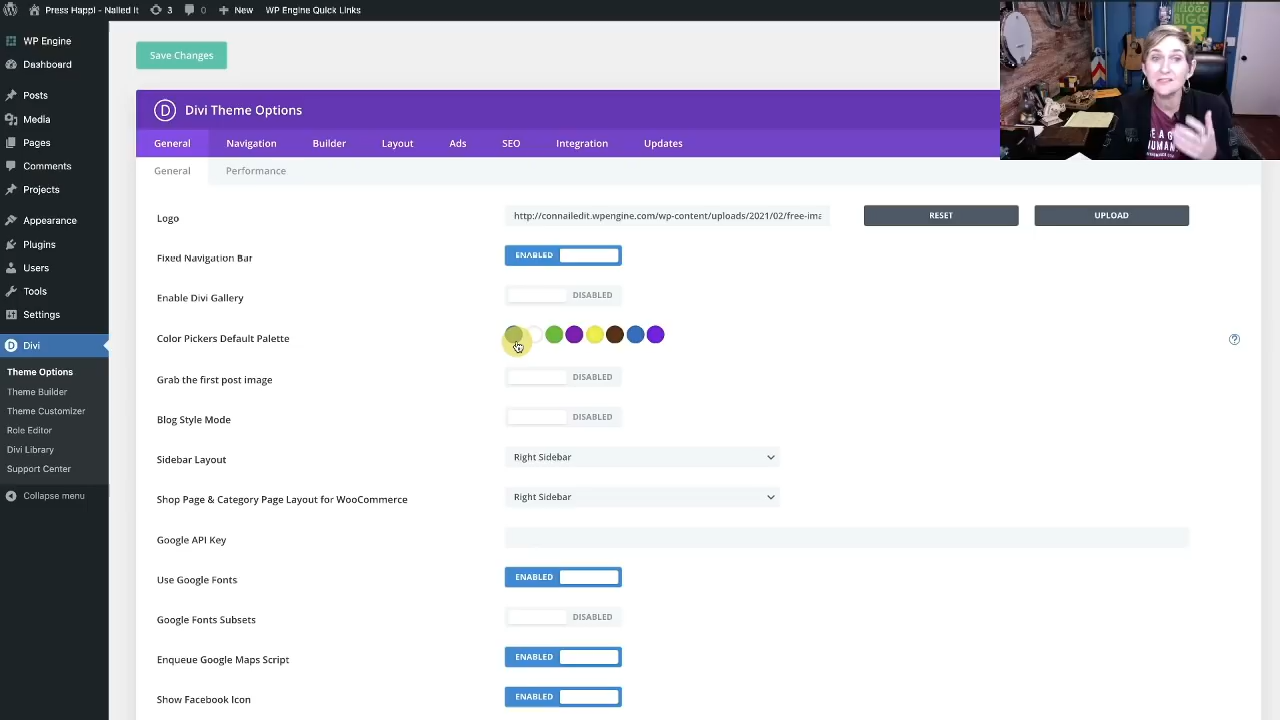 Press Happl - Nailed It
3
0
New
WP Engine Quick Links
WP Engine
Dashboard
Posts
Media
Pages
Comments
Projects
Appearance
Plugins
Users
Tools
Settings
Divi
Theme Options
Theme Builder
Theme Customizer
Role Editor
Divi Library
Support Center
Collapse menu
Save Changes
D
Divi Theme Options
General
Navigation
Builder
Layout
Ads
SEO
Integration
Updates
General
Performance
Logo
http://connailedit.wpengine.com/wp-content/uploads/2021/02/free-ima
RESET
UPLOAD
Fixed Navigation Bar
ENABLED
Enable Divi Gallery
DISABLED
Color Pickers Default Palette
?
Grab the first post image
DISABLED
Blog Style Mode
DISABLED
Sidebar Layout
Right Sidebar
Shop Page & Category Page Layout for WooCommerce
Right Sidebar
Google API Key
Use Google Fonts
ENABLED
Google Fonts Subsets
DISABLED
Enqueue Google Maps Script
ENABLED
Show Facebook Icon
ENABLED
BIGG